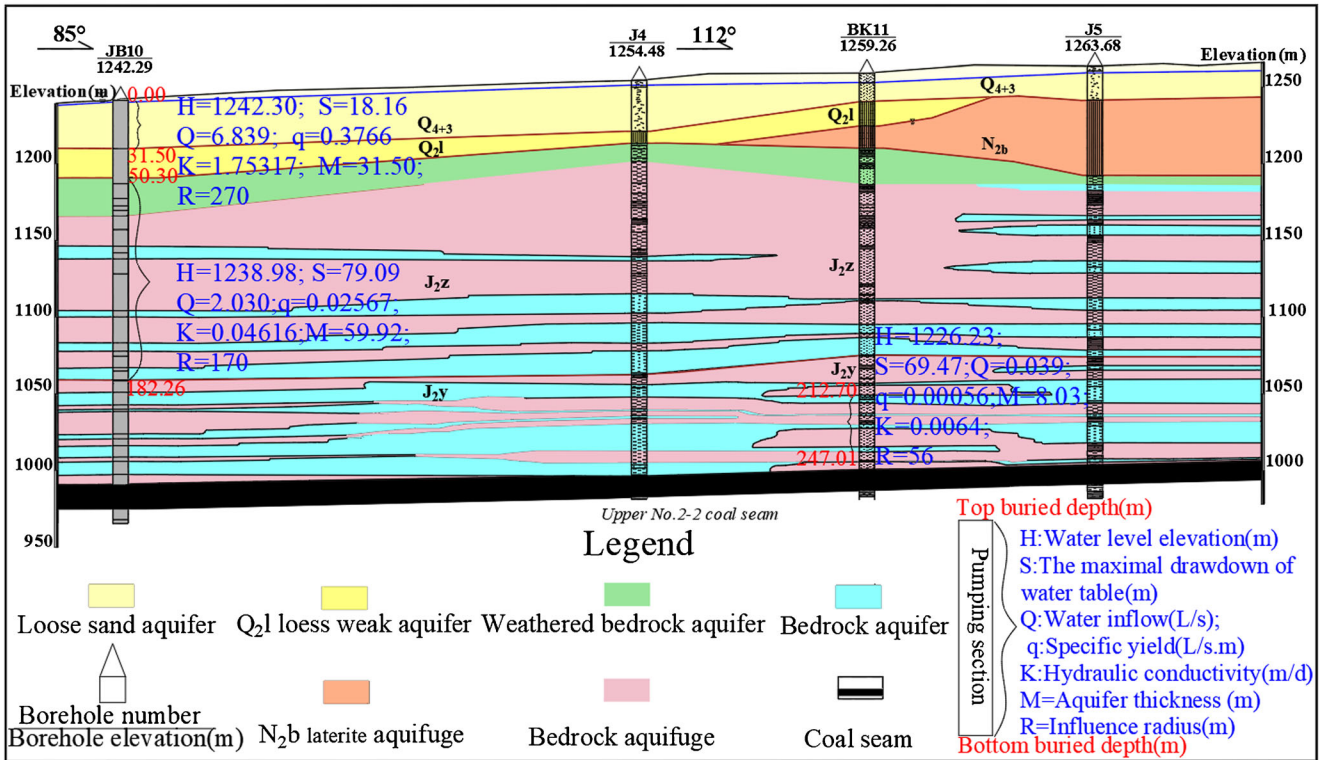 85°
JB10
1242.29
J4
1254.48
112°
BK11
1259.26
J5
1263.68
Elevation(m)
Elevation(m)
0.00
H=1242.30; S=18.16
Q=6.839; q=0.3766
K=1.75317; M=31.50;
R=270
31.50
50.30
Q₄₊₃
Q₂l
Q₂l
Q₄₊₃
N₂b
1250
1200
1200
1150
1150
1100
1100
1050
1050
1000
1000
950
H=1238.98; S=79.09
Q=2.030;q=0.02567;
K=0.04616;M=59.92;
R=170
182.26
J₂z
J₂y
J₂z
J₂y
H=1226.23;
S=69.47;Q=0.039;
q=0.00056;M=8.03;
K=0.0064;
R=56
212.70
247.01
Upper No.2-2 coal seam
Legend
Loose sand aquifer
Q₂l loess weak aquifer
Weathered bedrock aquifer
Bedrock aquifer
Borehole number
Borehole elevation(m)
N₂b laterite aquifuge
Bedrock aquifuge
Coal seam
Top buried depth(m)
Pumping section
H:Water level elevation(m)
S:The maximal drawdown of
water table(m)
Q:Water inflow(L/s);
q:Specific yield(L/s.m)
K:Hydraulic conductivity(m/d)
M=Aquifer thickness (m)
R=Influence radius(m)
Bottom buried depth(m)